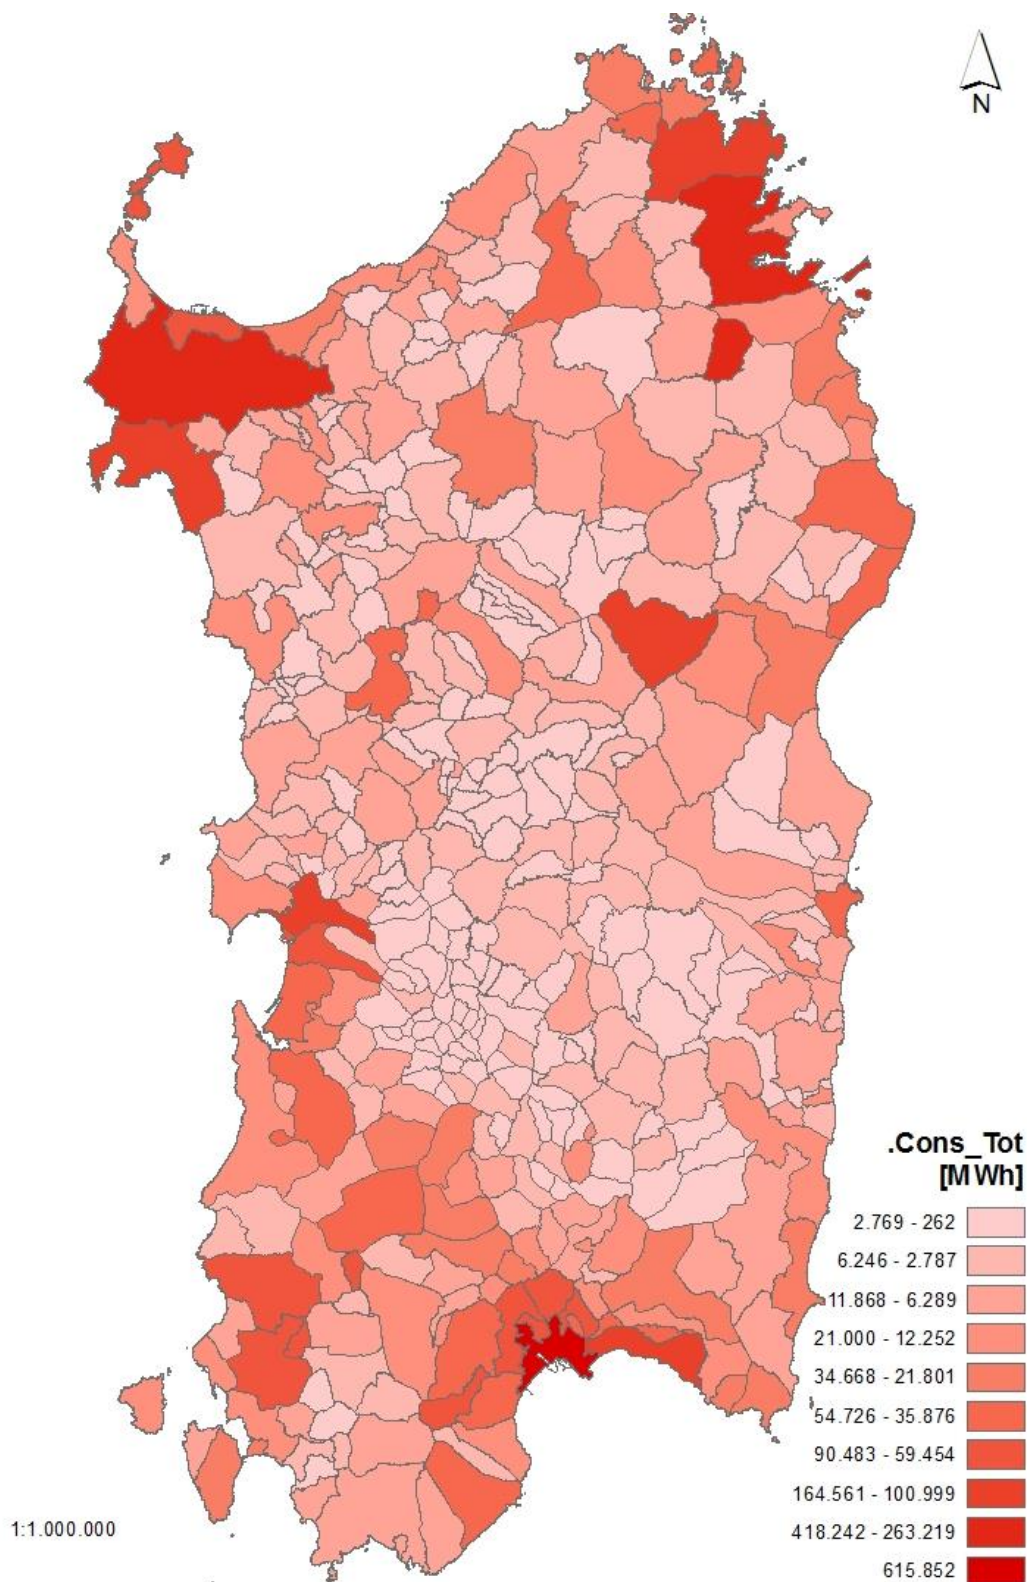 N
.Cons_Tot
[MWh]
2.769 - 262
6.246 - 2.787
11.868 - 6.289
21.000 - 12.252
34.668 - 21.801
54.726 - 35.876
90.483 - 59.454
164.561 - 100.999
418.242 - 263.219
615.852
1:1.000.000